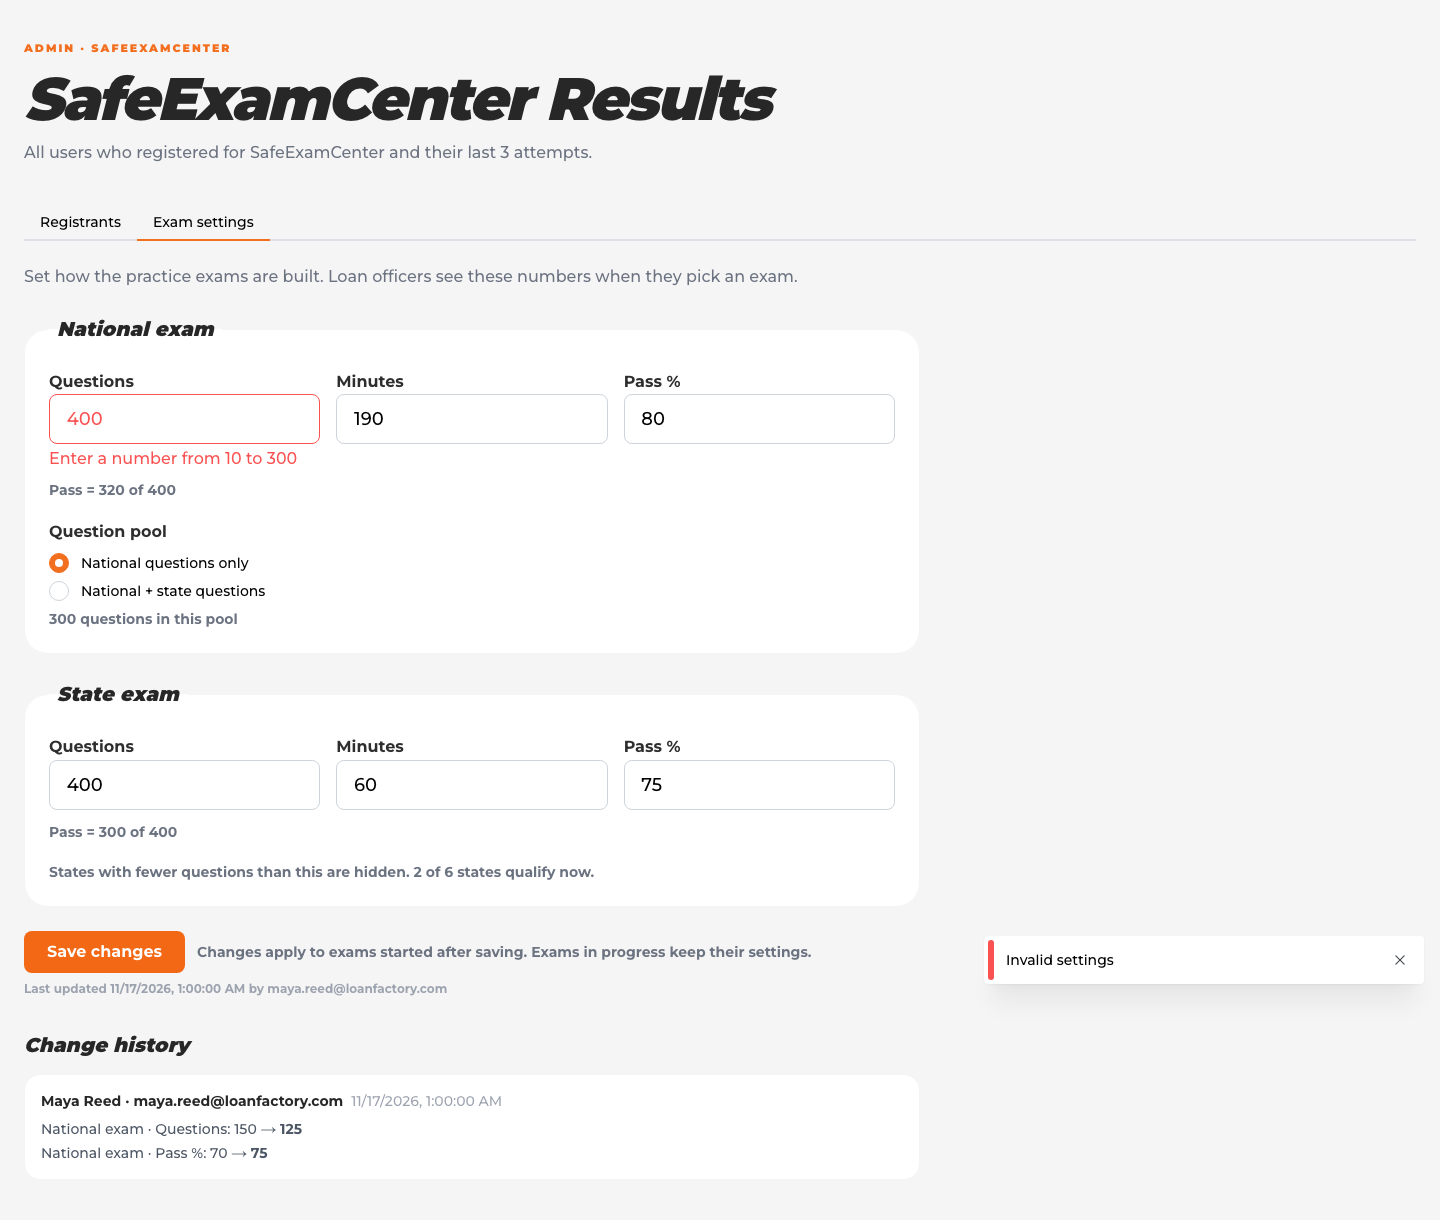 ADMIN · SAFEEXAMCENTER
SafeExamCenter Results
All users who registered for SafeExamCenter and their last 3 attempts.
Registrants Exam settings
Set how the practice exams are built. Loan officers see these numbers when they pick an exam.
National exam
Questions Minutes Pass %
400 190 80
Enter a number from 10 to 300
Pass = 320 of 400
Question pool
National questions only
National + state questions
300 questions in this pool
State exam
Questions Minutes Pass %
400 60 75
Pass = 300 of 400
States with fewer questions than this are hidden. 2 of 6 states qualify now.
Save changes Changes apply to exams started after saving. Exams in progress keep their settings.
Invalid settings
Last updated 11/17/2026, 1:00:00 AM by maya.reed@loanfactory.com
Change history
Maya Reed · maya.reed@loanfactory.com 11/17/2026, 1:00:00 AM
National exam · Questions: 150 → 125
National exam · Pass %: 70 → 75